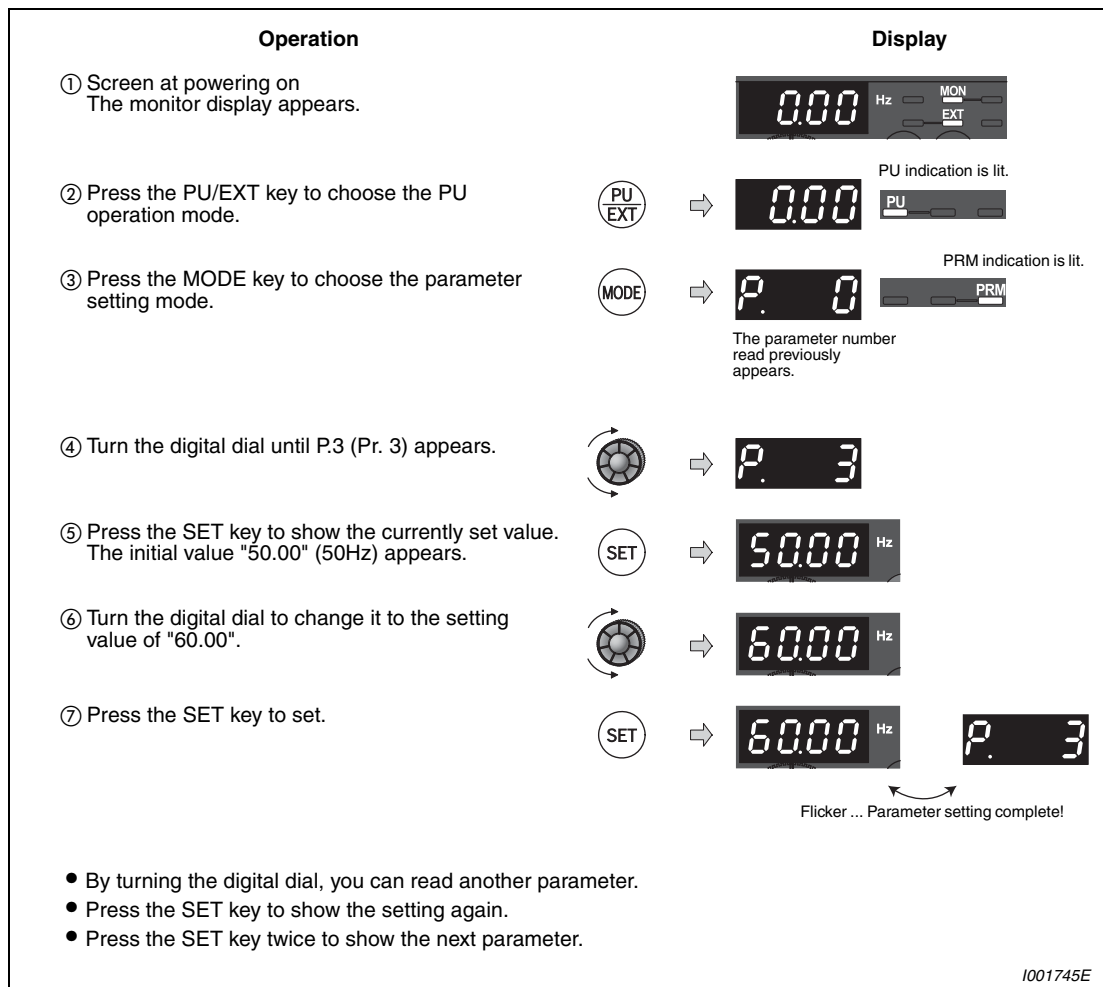 Operation
Display
① Screen at powering on
The monitor display appears.
0.00 Hz MON
EXT
② Press the PU/EXT key to choose the PU
operation mode.
PU
EXT
0.00
PU indication is lit.
PU
③ Press the MODE key to choose the parameter
setting mode.
MODE
P. 0
PRM indication is lit.
PRM
The parameter number
read previously
appears.
④ Turn the digital dial until P.3 (Pr. 3) appears.
P. 3
⑤ Press the SET key to show the currently set value.
The initial value "50.00" (50Hz) appears.
SET
50.00 Hz
⑥ Turn the digital dial to change it to the setting
value of "60.00".
60.00 Hz
⑦ Press the SET key to set.
SET
60.00 Hz
P. 3
Flicker ... Parameter setting complete!
• By turning the digital dial, you can read another parameter.
• Press the SET key to show the setting again.
• Press the SET key twice to show the next parameter.
I001745E